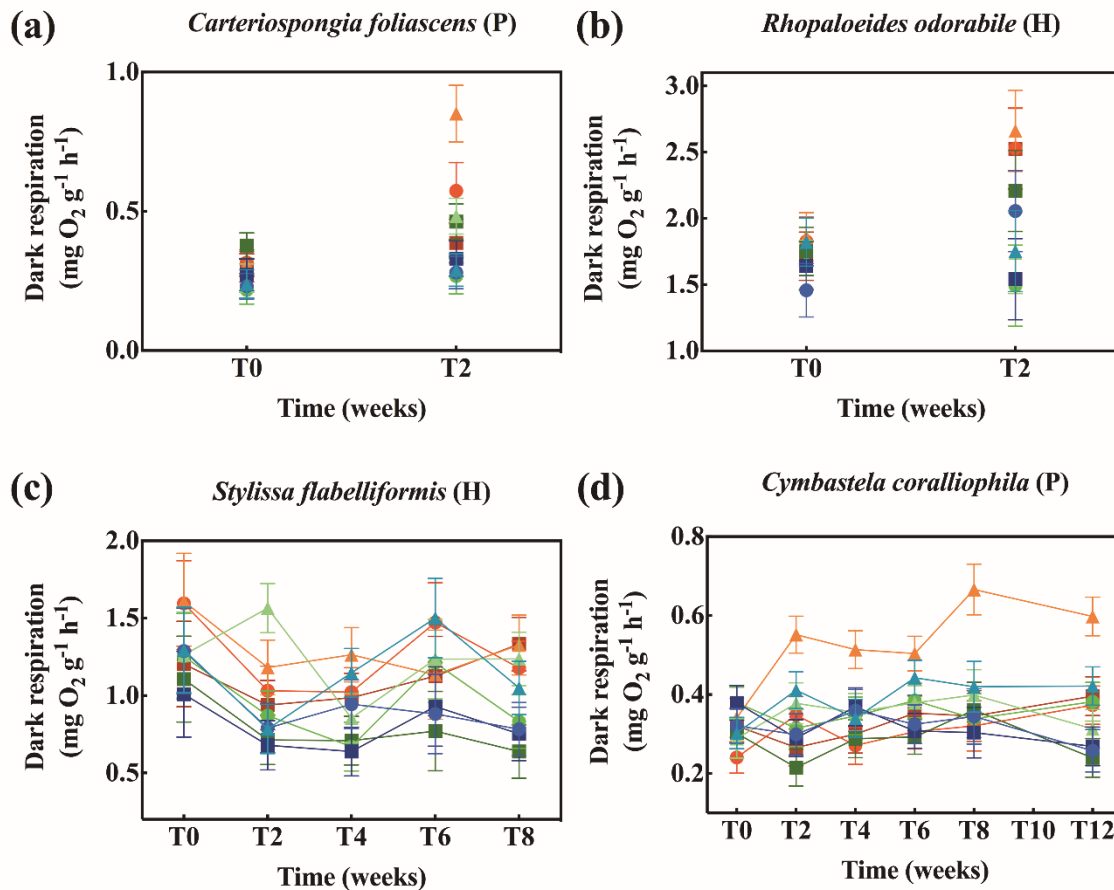 (a) Carteriospongia foliascens (P)
Dark respiration
(mg O₂ g⁻¹ h⁻¹)
1.0
0.5
0.0
T0 T2
Time (weeks)
(b) Rhopaloeides odorabile (H)
Dark respiration
(mg O₂ g⁻¹ h⁻¹)
3.0
2.5
2.0
1.5
1.0
T0 T2
Time (weeks)
(c) Stylissa flabelliformis (H)
Dark respiration
(mg O₂ g⁻¹ h⁻¹)
2.0
1.5
1.0
0.5
T0 T2 T4 T6 T8
Time (weeks)
(d) Cymbastela coralliophila (P)
Dark respiration
(mg O₂ g⁻¹ h⁻¹)
0.8
0.6
0.4
0.2
T0 T2 T4 T6 T8 T10 T12
Time (weeks)